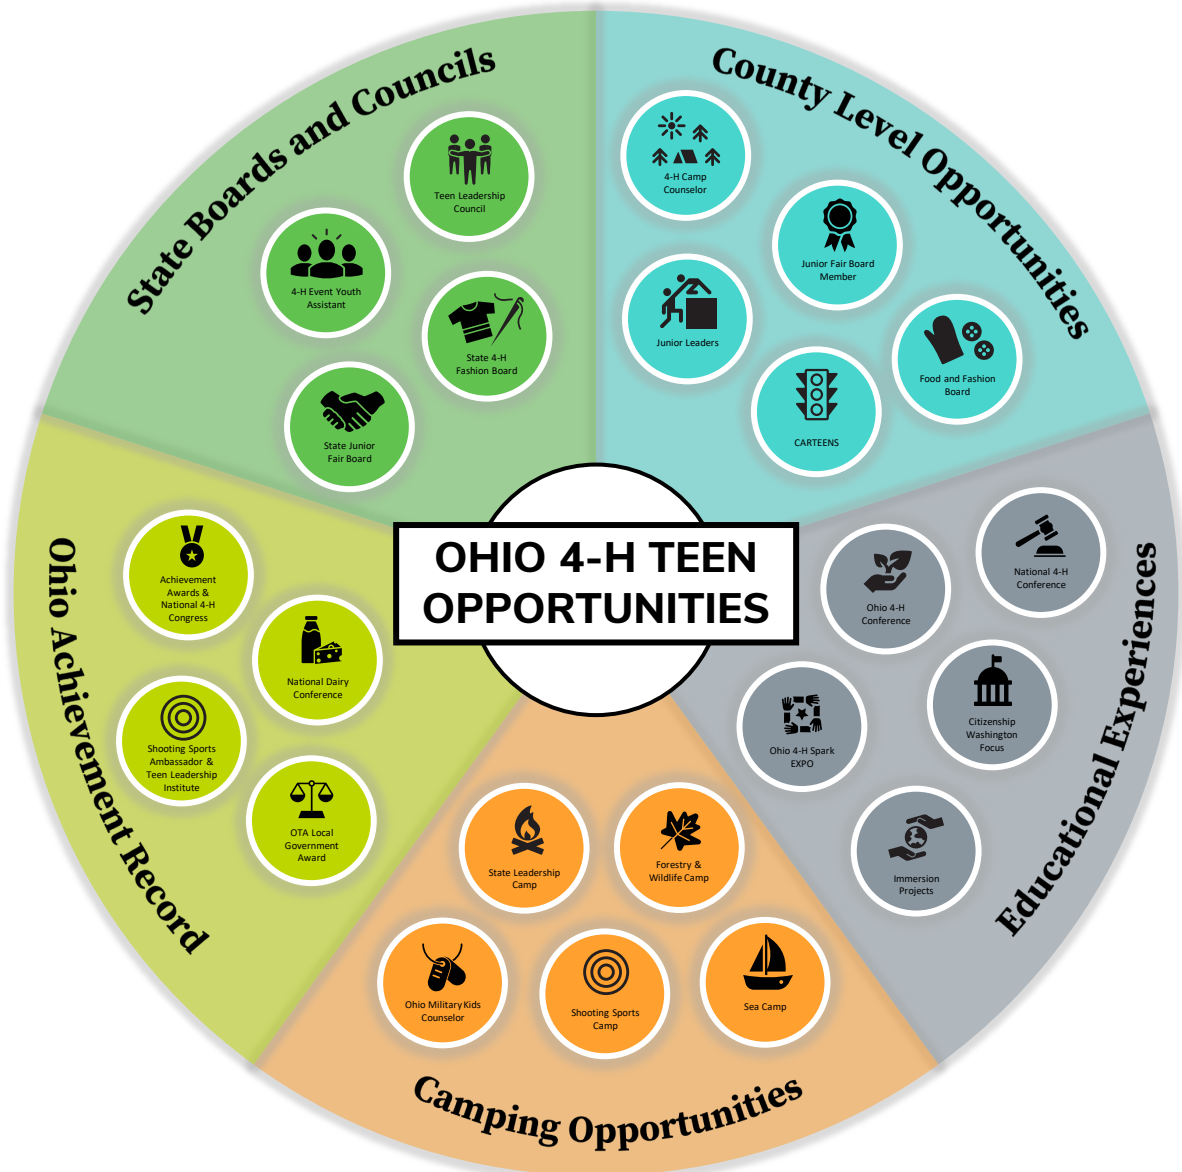 OHIO 4-H TEEN
OPPORTUNITIES
State Boards and Councils
Teen Leadership
Council
4-H Event Youth
Assistant
State 4-H
Fashion Board
State Junior
Fair Board
County Level Opportunities
4-H Camp
Counselor
Junior Fair Board
Member
Junior Leaders
Food and Fashion
Board
CARTEENS
Educational Experiences
National 4-H
Conference
Ohio 4-H
Conference
Citizenship
Washington
Focus
Ohio 4-H Spark
EXPO
Immersion
Projects
Camping Opportunities
State Leadership
Camp
Forestry &
Wildlife Camp
Ohio Military Kids
Counselor
Shooting Sports
Camp
Sea Camp
Ohio Achievement Record
Achievement
Awards &
National 4-H
Congress
National Dairy
Conference
Shooting Sports
Ambassador &
Teen Leadership
Institute
OTA Local
Government
Award